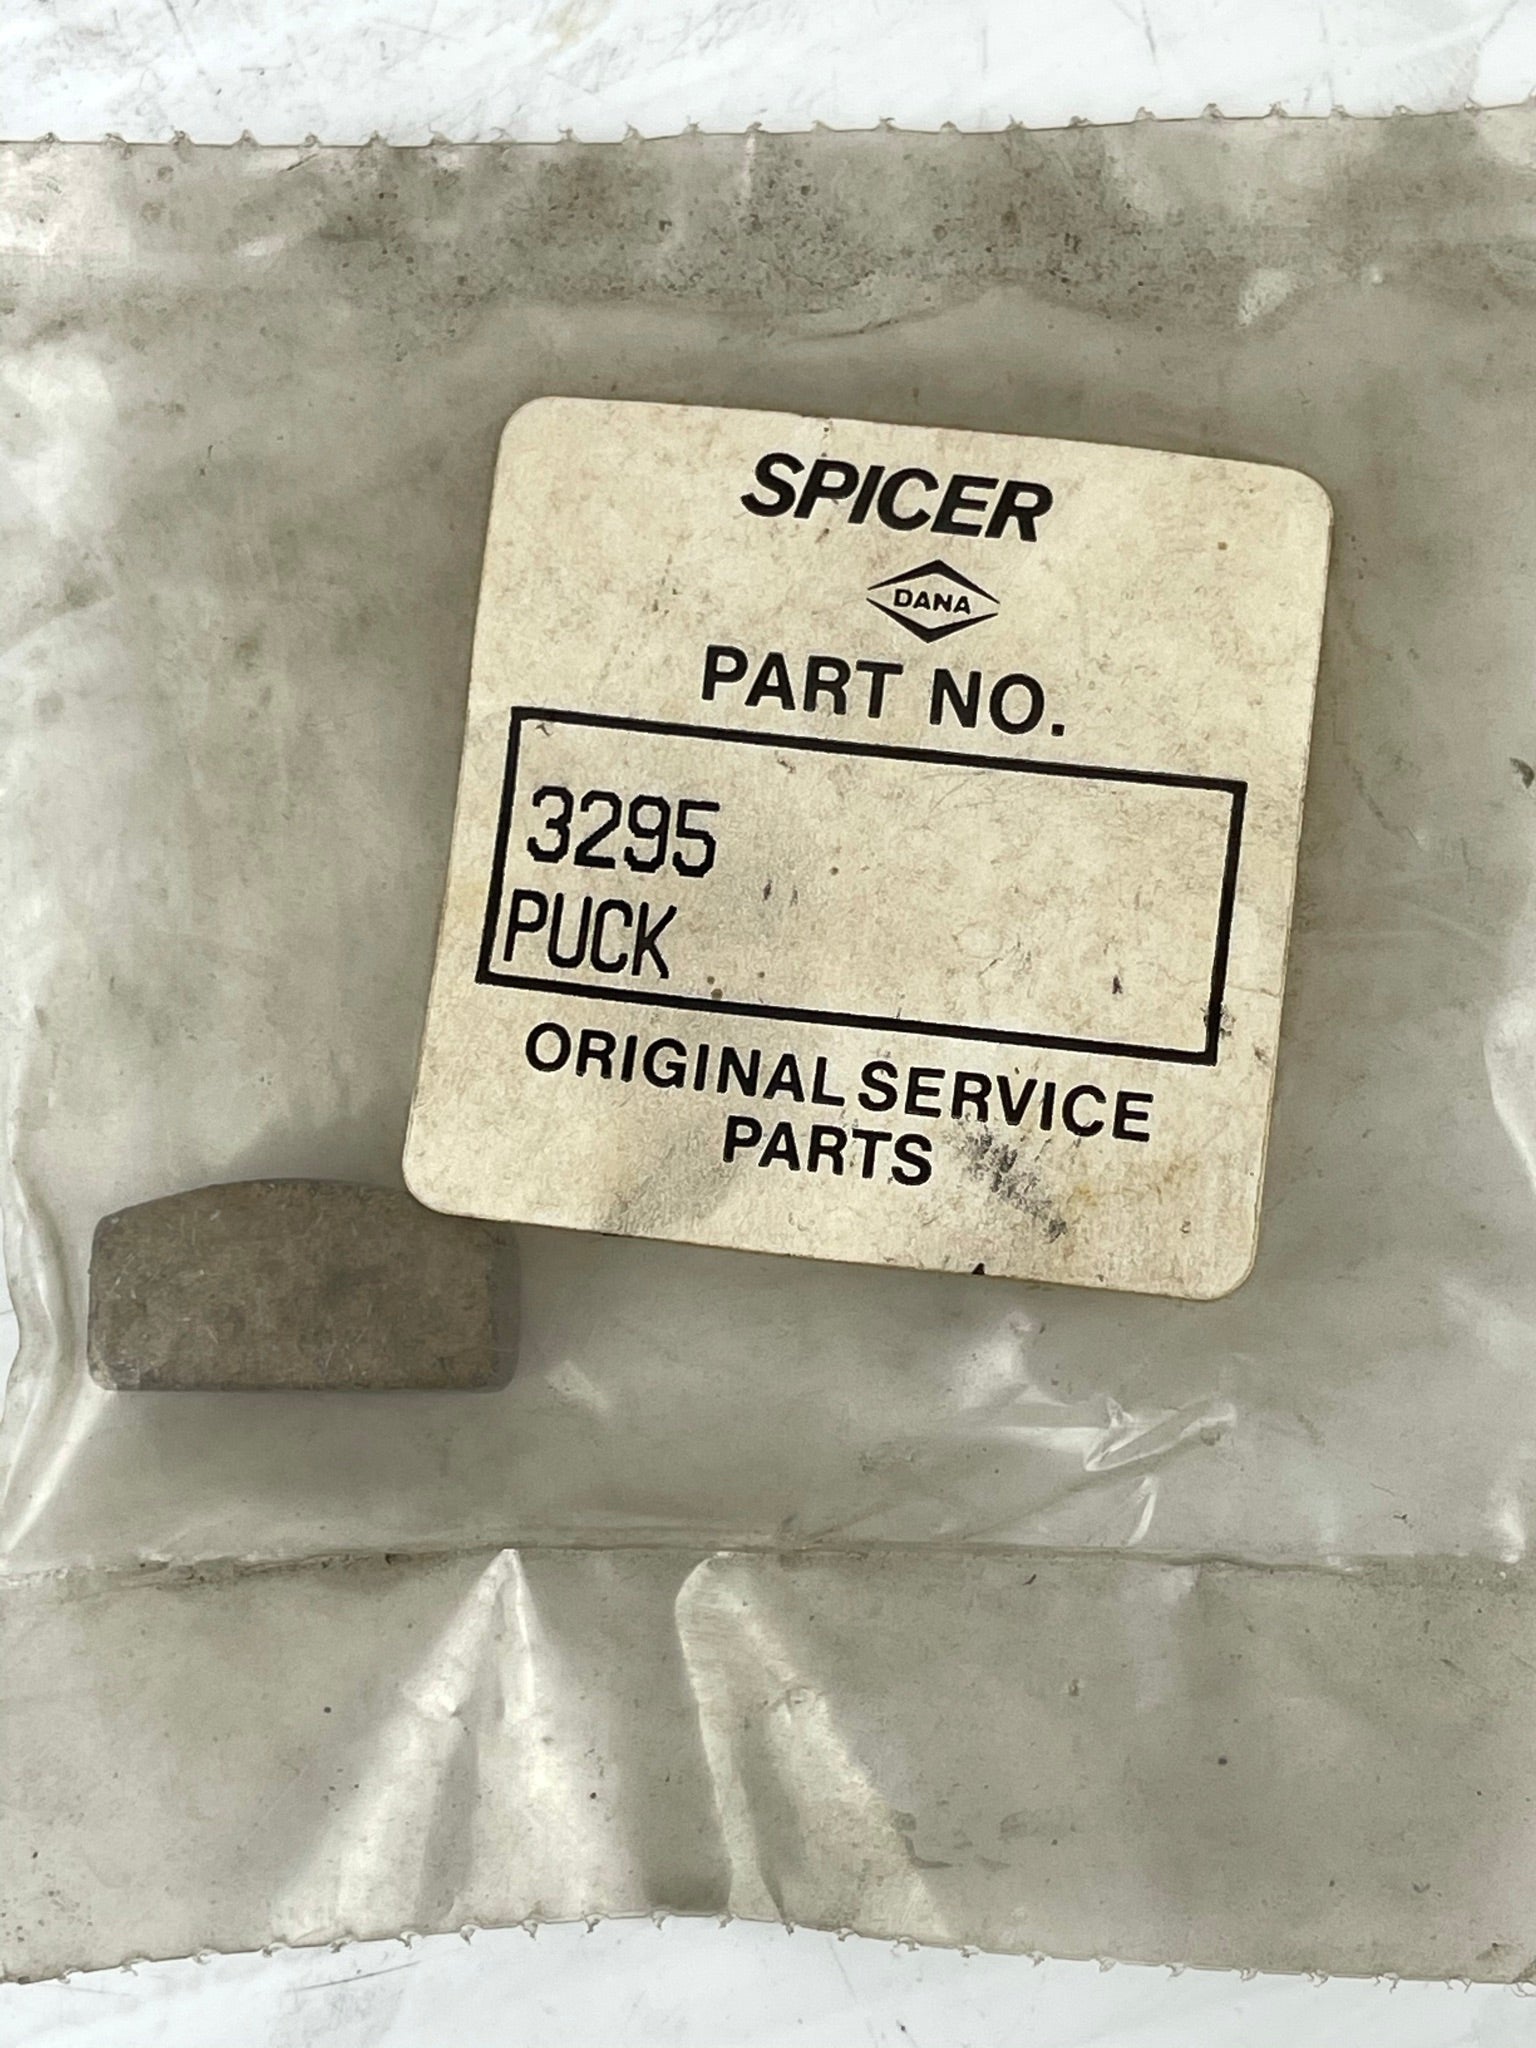 SPICER
DANA
PART NO.
3295
PUCK
ORIGINAL SERVICE
PARTS